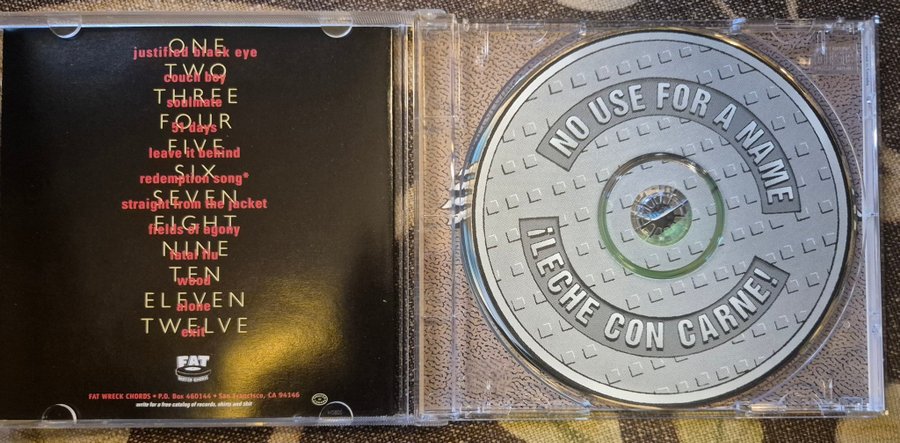 ONE
justified black eye
TWO
couch boy
THREE
soulmate
FOUR
51 days
FIVE
leave it behind
SIX
redemption song*
SEVEN
straight from the jacket
EIGHT
fields of agony
NINE
fatal flu
TEN
wood
ELEVEN
alone
TWELVE
exit
FAT
WRECK CHORDS
FAT WRECK CHORDS • P.O. Box 460144 • San Francisco, CA 94146
write for a free catalog of records, shirts and shit
NO USE FOR A NAME
¡LECHE CON CARNE!